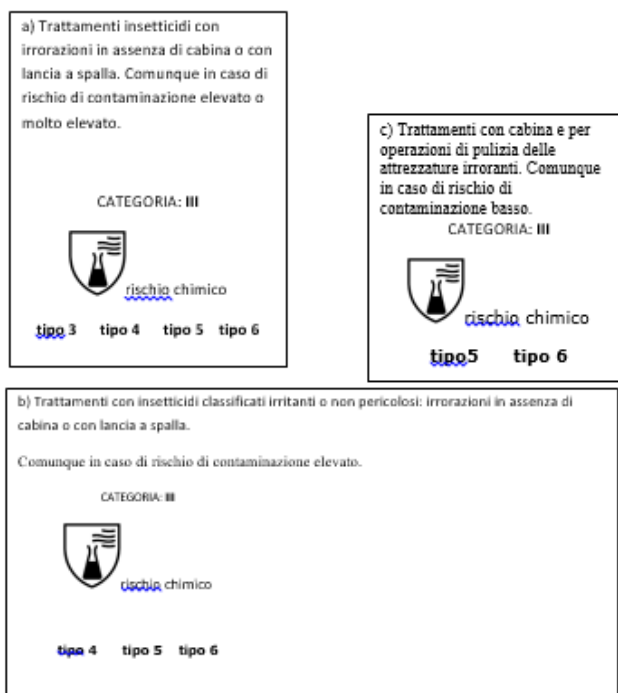 a) Trattamenti insetticidi con
irrorazioni in assenza di cabina o con
lancia a spalla. Comunque in caso di
rischio di contaminazione elevato o
molto elevato.
CATEGORIA: III
rischio chimico
tipo 3 tipo 4 tipo 5 tipo 6
c) Trattamenti con cabina e per
operazioni di pulizia delle
attrezzature irroranti. Comunque
in caso di rischio di
contaminazione basso.
CATEGORIA: III
rischio chimico
tipo5 tipo 6
b) Trattamenti con insetticidi classificati irritanti o non pericolosi: irrorazioni in assenza di
cabina o con lancia a spalla.
Comunque in caso di rischio di contaminazione elevato.
CATEGORIA: III
rischio chimico
tipo 4 tipo 5 tipo 6